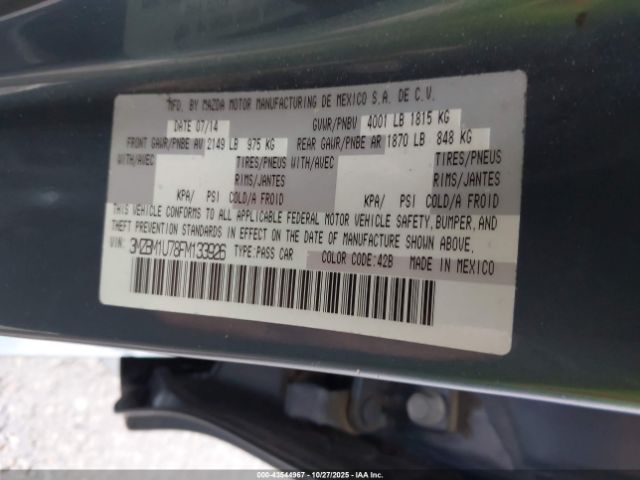 MFD. BY MAZDA MOTOR MANUFACTURING DE MEXICO S.A. DE C.V.
DATE 07/14 GVWR/PNBV 4001 LB 1815 KG
FRONT GAWR/PNBE AV 2149 LB 975 KG REAR GAWR/PNBE AR 1870 LB 848 KG
WITH/AVEC TIRES/PNEUS WITH/AVEC TIRES/PNEUS
RIMS/JANTES RIMS/JANTES
KPA/ PSI COLD/A FROID KPA/ PSI COLD/A FROID
THIS VEHICLE CONFORMS TO ALL APPLICABLE FEDERAL MOTOR VEHICLE SAFETY, BUMPER, AND
THEFT PREVENTION STANDARDS IN EFFECT ON THE DATE OF MANUFACTURE SHOWN ABOVE.
VIN: 3MZBM1U78FM133926 TYPE:PASS CAR COLOR CODE:42B MADE IN MEXICO
000-43544967 - 10/27/2025 - IAAI.com